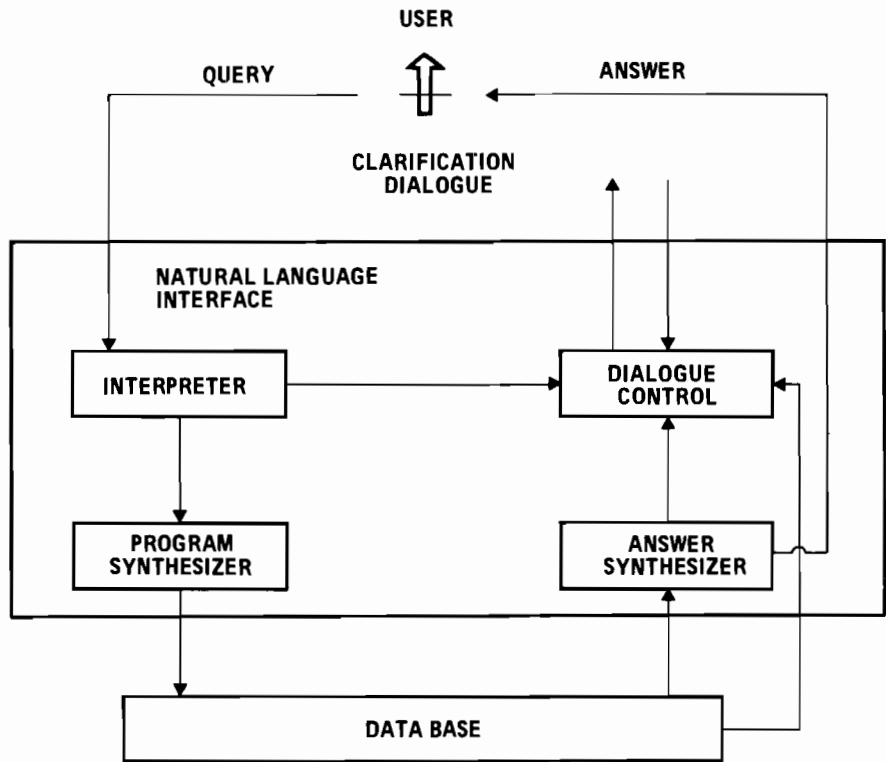 USER
QUERY
ANSWER
CLARIFICATION
DIALOGUE
NATURAL LANGUAGE
INTERFACE
INTERPRETER
DIALOGUE
CONTROL
PROGRAM
SYNTHESIZER
ANSWER
SYNTHESIZER
DATA BASE